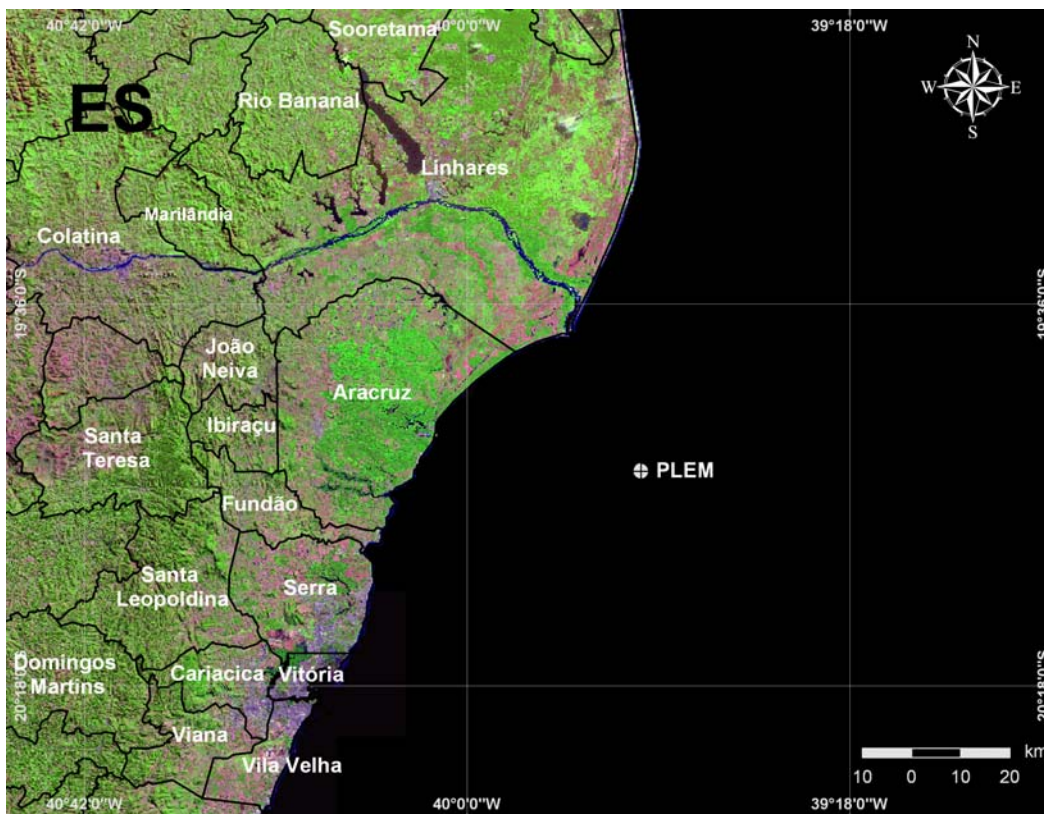 40°42'0"W
40°0'0"W
39°18'0"W
Sooretama
N
W
E
S
ES
Rio Bananal
Linhares
Marilândia
Colatina
19°36'0"S
19°36'0"S
João
Neiva
Aracruz
Ibiraçu
Santa
Teresa
PLEM
Fundão
Santa
Leopoldina
Serra
Domingos
Martins
Cariacica
Vitória
20°18'0"S
20°18'0"S
Viana
Vila Velha
km
10 0 10 20
40°42'0"W
40°0'0"W
39°18'0"W